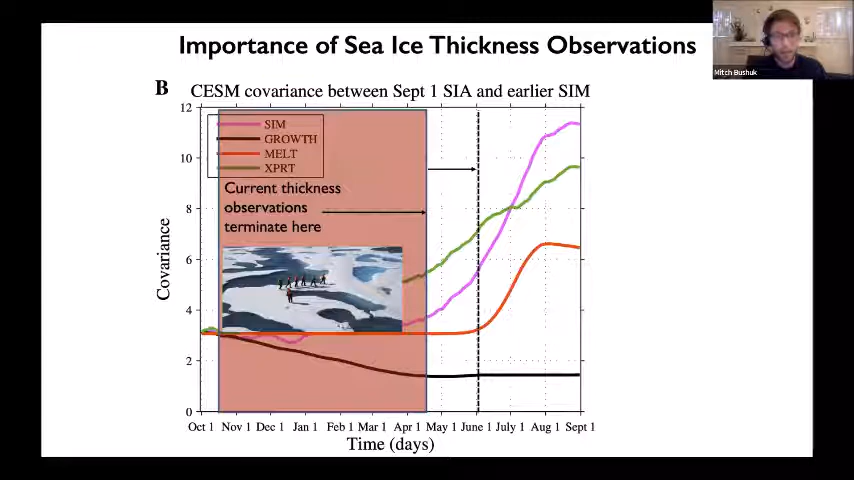 Importance of Sea Ice Thickness Observations
Mitch Bushuk
B CESM covariance between Sept 1 SIA and earlier SIM
12
10
8
6
4
2
0
Covariance
SIM
GROWTH
MELT
XPRT
Current thickness
observations
terminate here
Oct 1 Nov 1 Dec 1 Jan 1 Feb 1 Mar 1 Apr 1 May 1 June 1 July 1 Aug 1 Sept 1
Time (days)